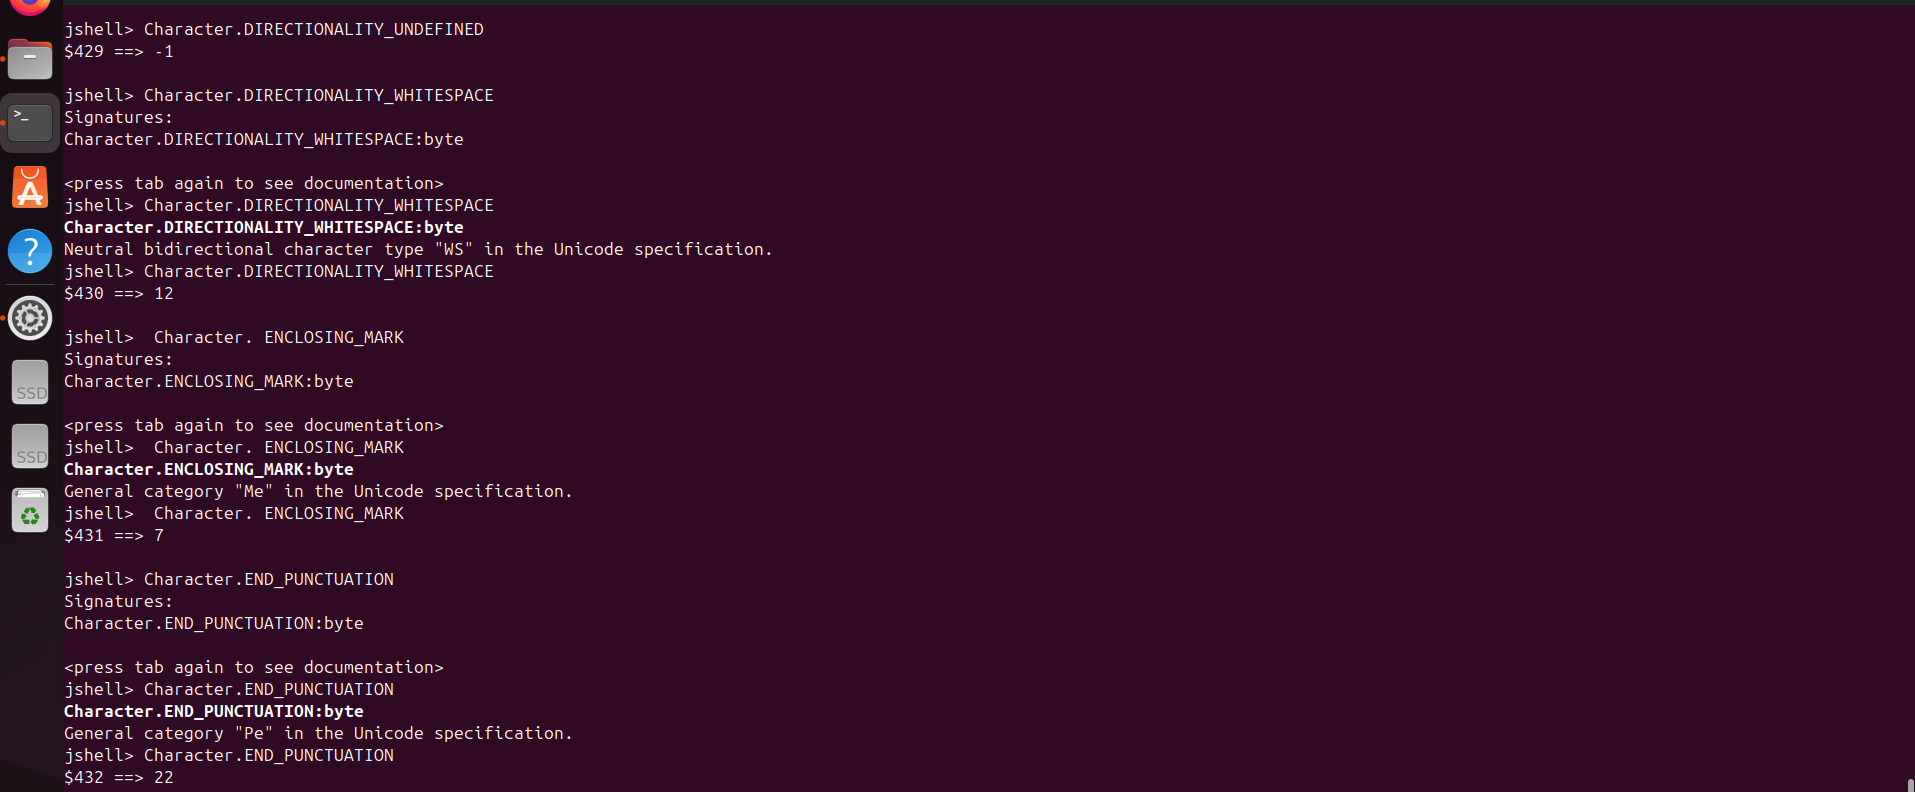 jshell> Character.DIRECTIONALITY_UNDEFINED
$429 ==> -1
jshell> Character.DIRECTIONALITY_WHITESPACE
Signatures:
Character.DIRECTIONALITY_WHITESPACE:byte
<press tab again to see documentation>
jshell> Character.DIRECTIONALITY_WHITESPACE
Character.DIRECTIONALITY_WHITESPACE:byte
Neutral bidirectional character type "WS" in the Unicode specification.
jshell> Character.DIRECTIONALITY_WHITESPACE
$430 ==> 12
jshell>  Character. ENCLOSING_MARK
Signatures:
Character.ENCLOSING_MARK:byte
<press tab again to see documentation>
jshell>  Character. ENCLOSING_MARK
Character.ENCLOSING_MARK:byte
General category "Me" in the Unicode specification.
jshell>  Character. ENCLOSING_MARK
$431 ==> 7
jshell> Character.END_PUNCTUATION
Signatures:
Character.END_PUNCTUATION:byte
<press tab again to see documentation>
jshell> Character.END_PUNCTUATION
Character.END_PUNCTUATION:byte
General category "Pe" in the Unicode specification.
jshell> Character.END_PUNCTUATION
$432 ==> 22
>_
A
?
SSD
SSD